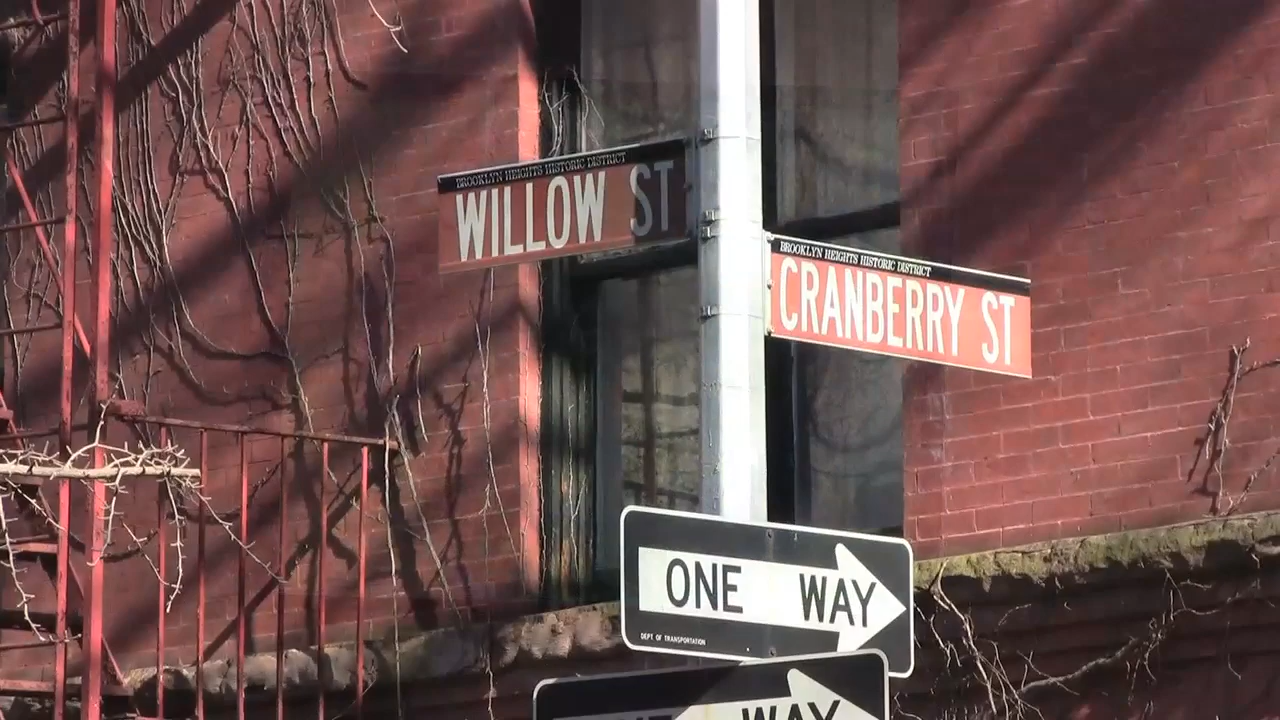 BROOKLYN HEIGHTS HISTORIC DISTRICT
WILLOW ST
BROOKLYN HEIGHTS HISTORIC DISTRICT
CRANBERRY ST
ONE WAY
DEPT OF TRANSPORTATION
WAY